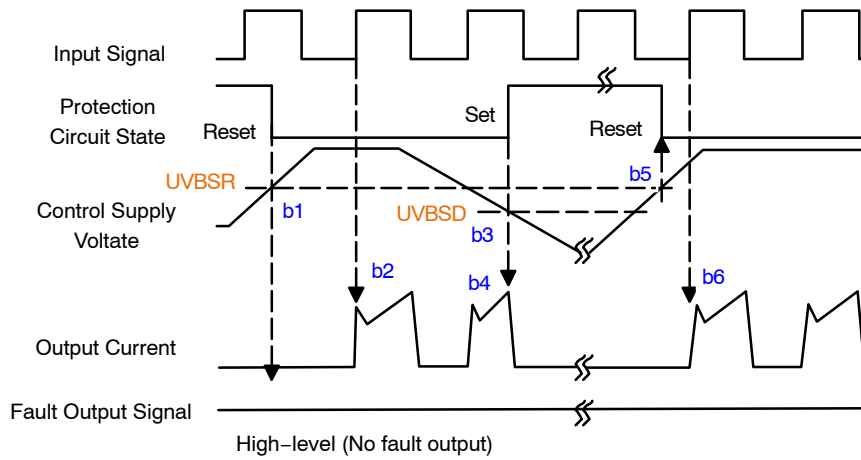 Input Signal
Protection
Circuit State
Reset
Set
Reset
UVBSR
b1
b5
Control Supply
Voltate
UVBSD
b3
b2
b4
b6
Output Current
Fault Output Signal
High−level (No fault output)